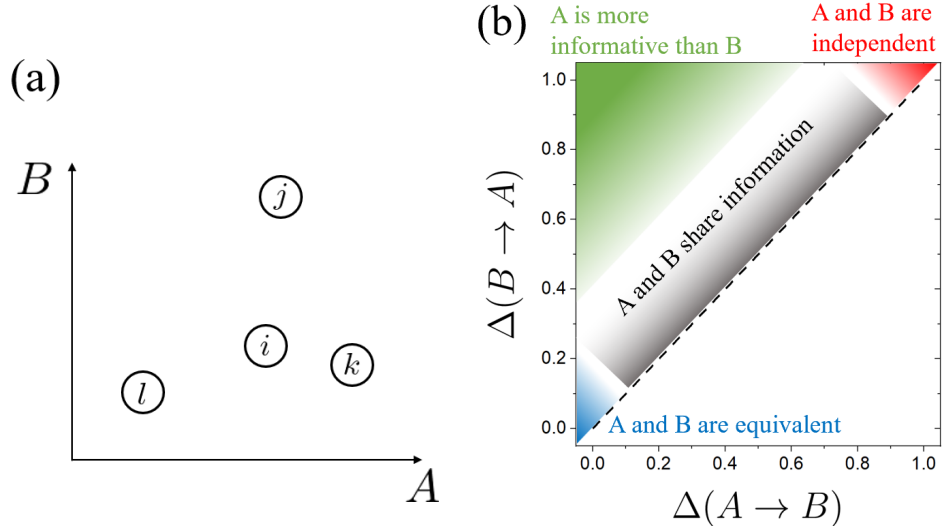 (a)
B
j
i
k
l
A
(b)
A is more
informative than B
A and B are
independent
1.0
0.8
0.6
0.4
0.2
0.0
Δ(B → A)
A and B share information
A and B are equivalent
0.0 0.2 0.4 0.6 0.8 1.0
Δ(A → B)